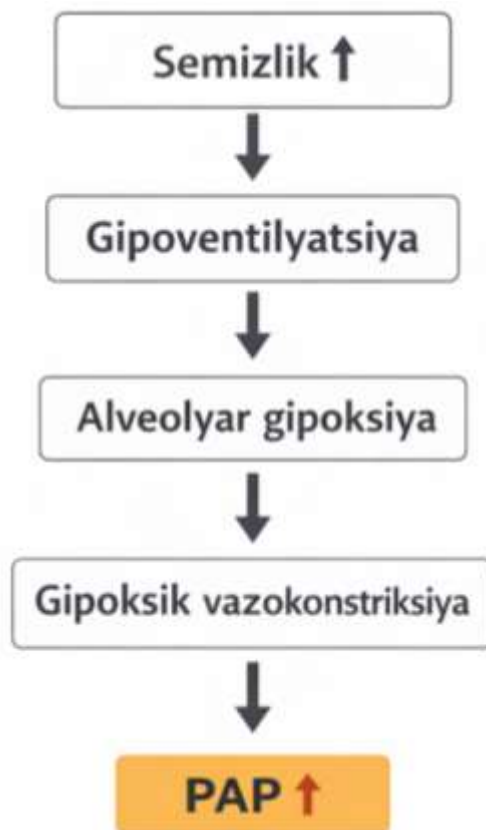 Semizlik ↑
Gipoventilyatsiya
Alveolyar gipoksiya
Gipoksik vazokonstriksiya
PAP ↑